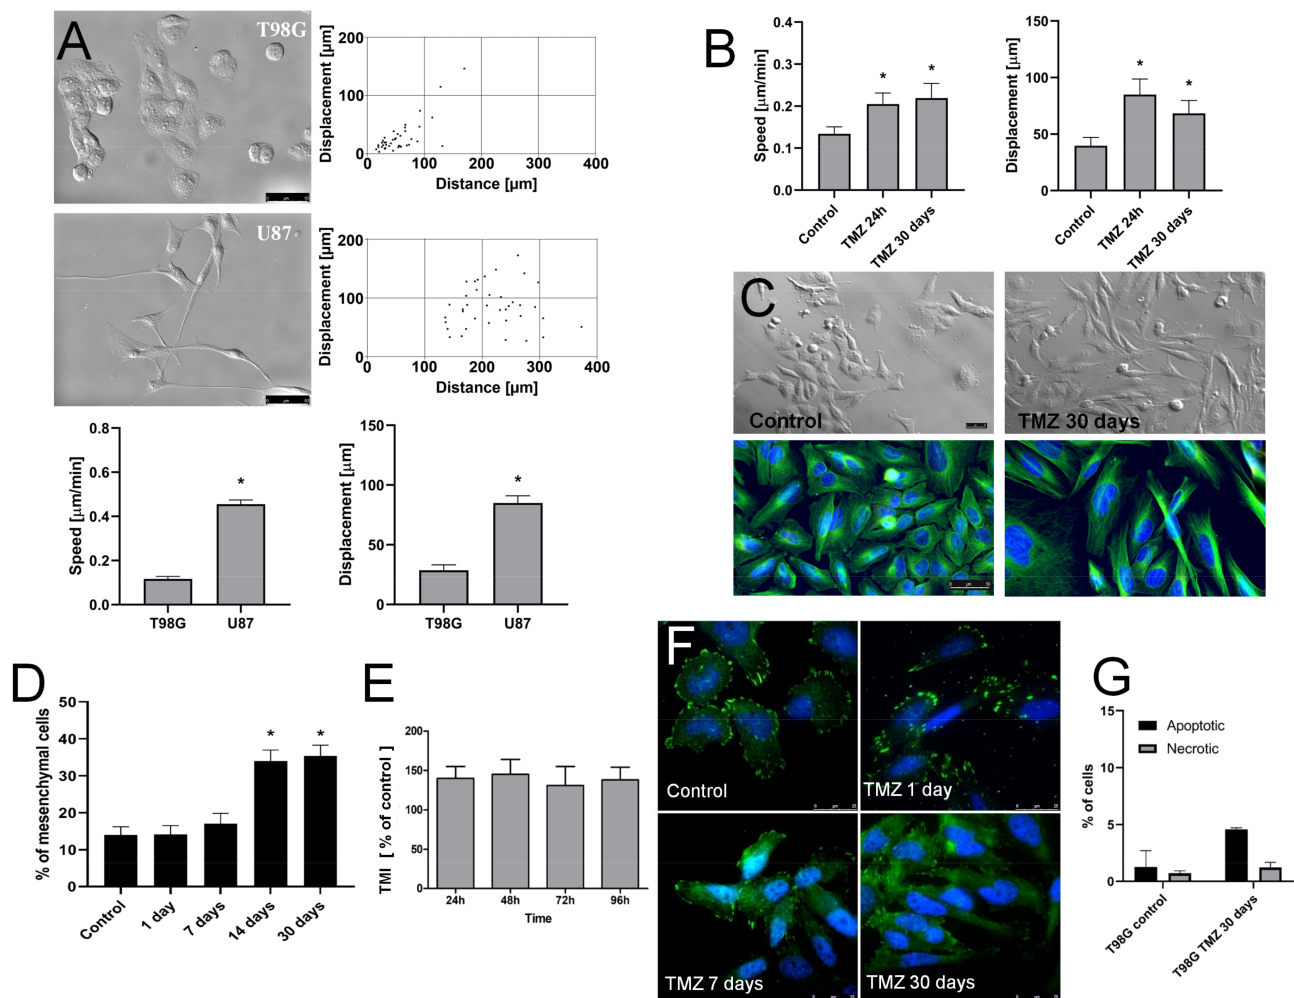 A
T98G
Displacement [µm]
200
100
0
0
100
200
300
400
Distance [µm]
U87
Displacement [µm]
200
100
0
0
100
200
300
400
Distance [µm]
Speed [µm/min]
0.8
0.6
0.4
0.2
0.0
*
T98G
U87
Displacement [µm]
150
100
50
0
*
T98G
U87
B
Speed [µm/min]
0.4
0.3
0.2
0.1
0.0
*
*
Control
TMZ 24h
TMZ 30 days
Displacement [µm]
150
100
50
0
*
*
Control
TMZ 24h
TMZ 30 days
C
Control
TMZ 30 days
D
% of mesenchymal cells
50
40
30
20
10
0
*
*
Control
1 day
7 days
14 days
30 days
E
TMI [ % of control ]
200
150
100
50
0
24h
48h
72h
96h
Time
F
Control
TMZ 1 day
TMZ 7 days
TMZ 30 days
G
% of cells
15
10
5
0
Apoptotic
Necrotic
T98G control
T98G TMZ 30 days